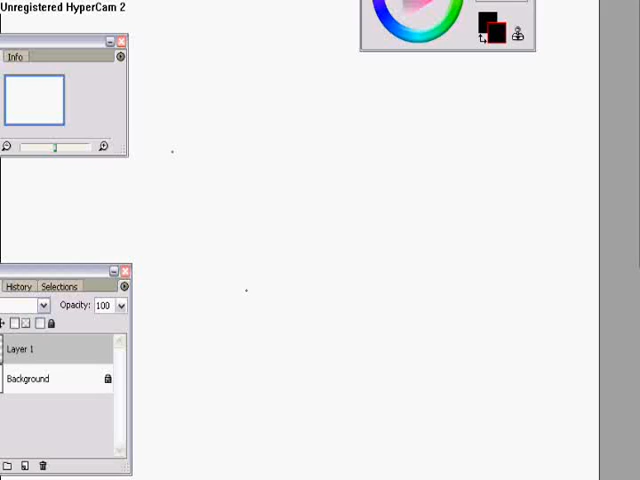 Unregistered HyperCam 2
Info
History Selections
Opacity: 100
Layer 1
Background